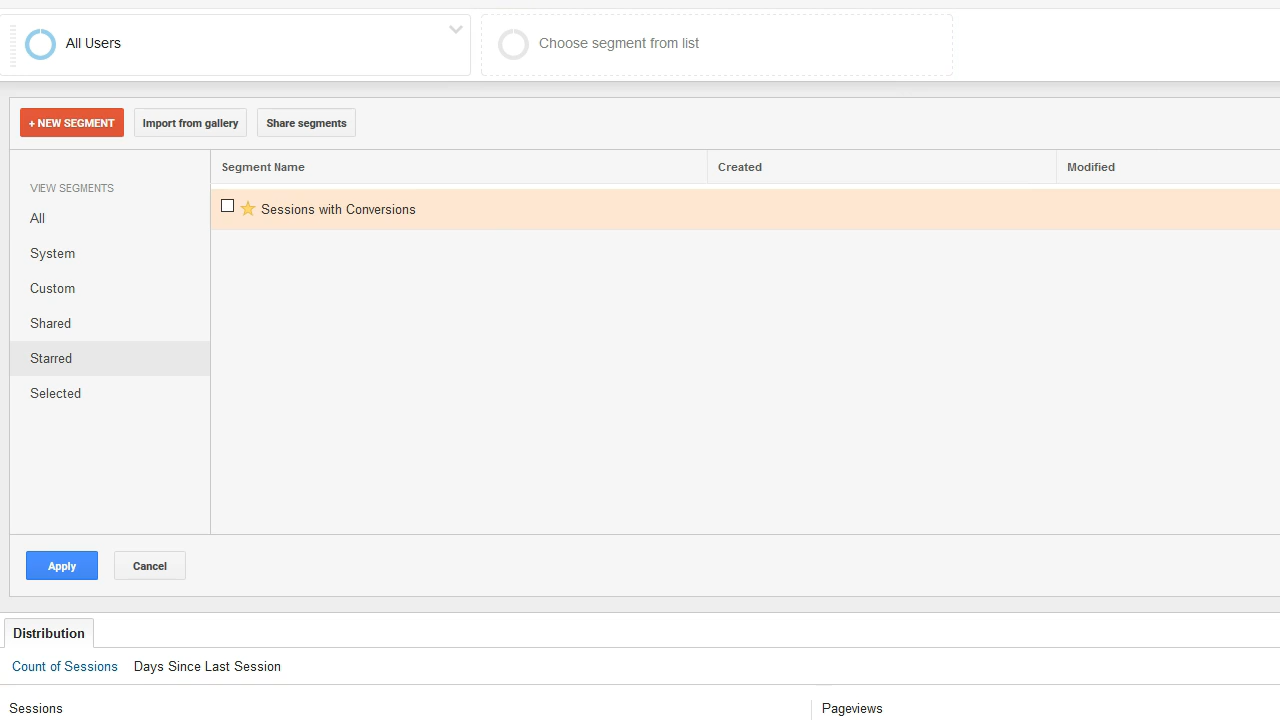 All Users
Choose segment from list
+ NEW SEGMENT
Import from gallery
Share segments
VIEW SEGMENTS
All
System
Custom
Shared
Starred
Selected
Segment Name
Created
Modified
Sessions with Conversions
Apply
Cancel
Distribution
Count of Sessions
Days Since Last Session
Sessions
Pageviews